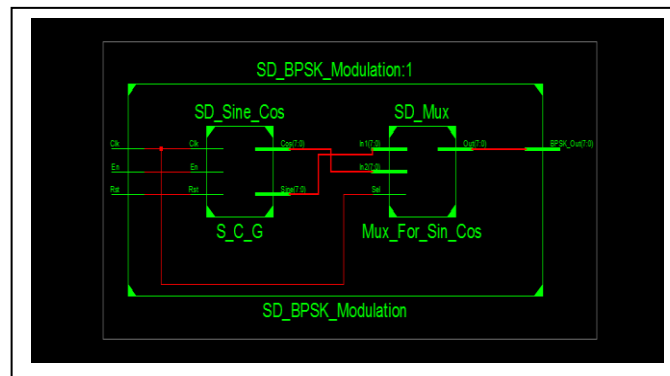 SD_BPSK_Modulation:1
SD_Sine_Cos SD_Mux
Clk Clk Cos(7:0) In1(7:0) Out(7:0) BPSK_Out(7:0)
En En In2(7:0)
Rst Rst Sine(7:0) Sel
S_C_G Mux_For_Sin_Cos
SD_BPSK_Modulation